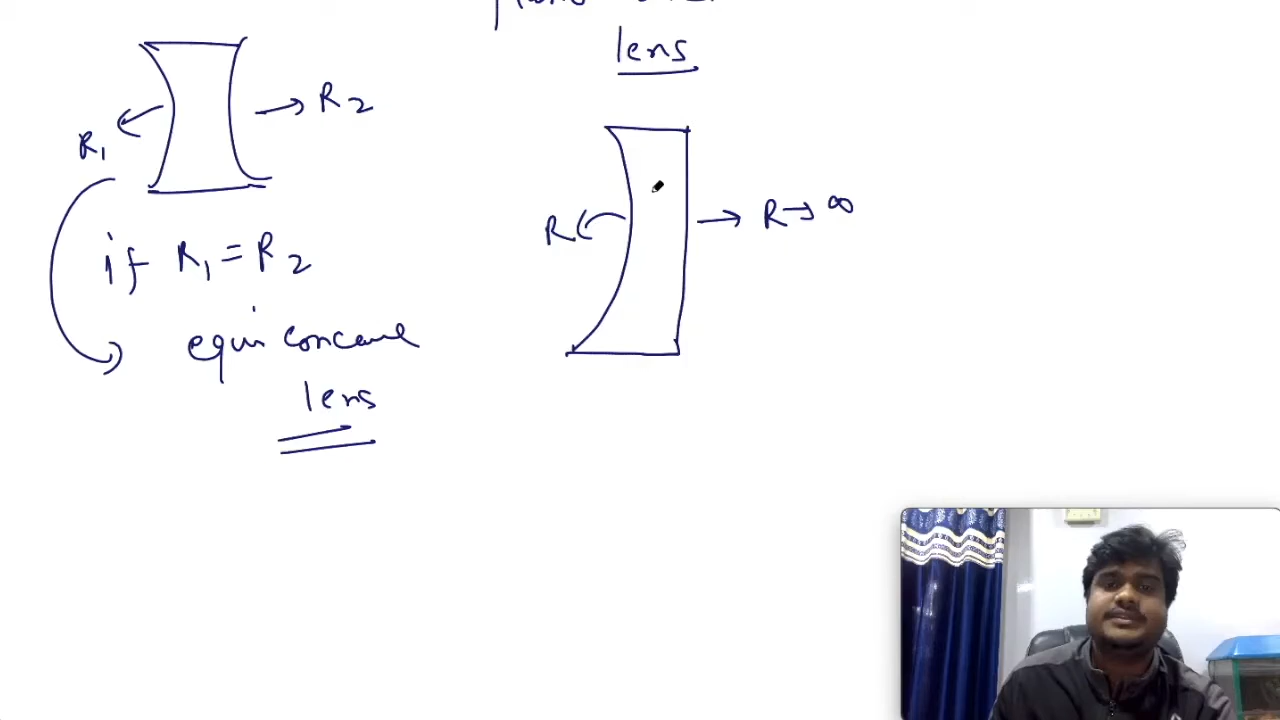 lens
R₂
R₁
R
R → ∞
if R₁ = R₂
equi concave
lens